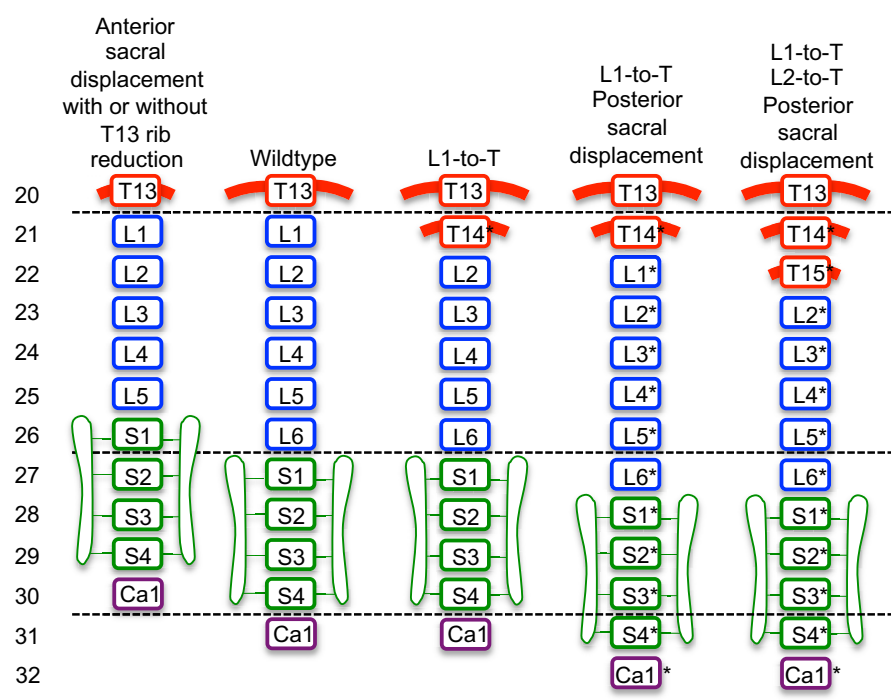 Anterior
sacral
displacement
with or without
T13 rib
reduction
Wildtype
L1-to-T
L1-to-T
Posterior
sacral
displacement
L1-to-T
L2-to-T
Posterior
sacral
displacement
20 T13 T13 T13 T13 T13
21 L1 L1 T14* T14* T14*
22 L2 L2 L2 L1* T15*
23 L3 L3 L3 L2* L2*
24 L4 L4 L4 L3* L3*
25 L5 L5 L5 L4* L4*
26 S1 L6 L6 L5* L5*
27 S2 S1 S1 L6* L6*
28 S3 S2 S2 S1* S1*
29 S4 S3 S3 S2* S2*
30 Ca1 S4 S4 S3* S3*
31 Ca1 Ca1 S4* S4*
32 Ca1* Ca1*